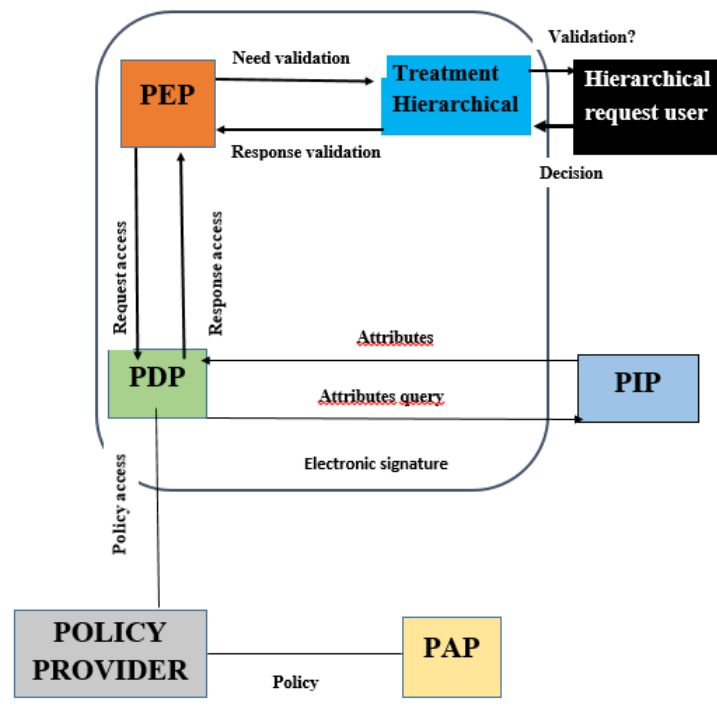 Validation?
Need validation
PEP
Treatment
Hierarchical
Hierarchical
request user
Response validation
Decision
Request access
Response access
Attributes
PDP
PIP
Attributes query
Electronic signature
Policy access
POLICY
PROVIDER
PAP
Policy